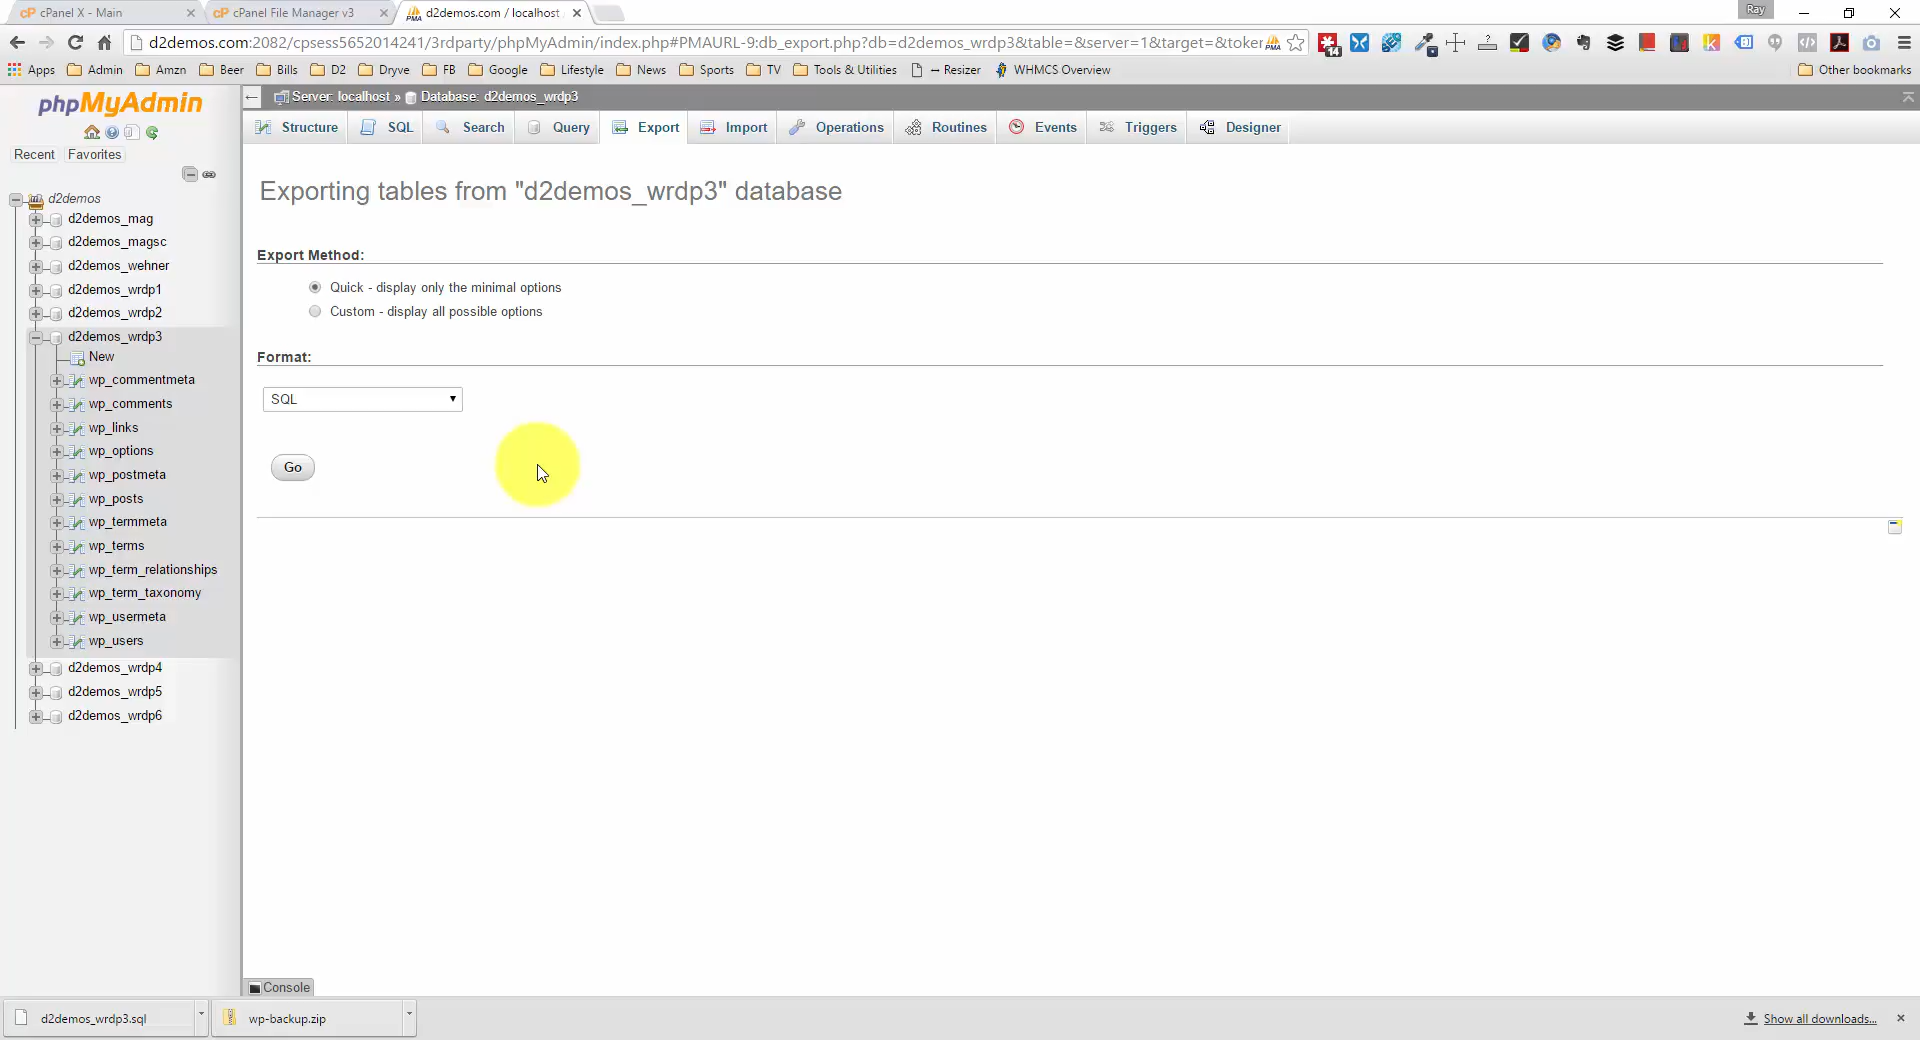 cPanel X - Main
cPanel File Manager v3
d2demos.com / localhost
Ray
d2demos.com:2082/cpsess5652014241/3rdparty/phpMyAdmin/index.php#PMAURL-9:db_export.php?db=d2demos_wrdp3&table=&server=1&target=&token
Apps
Admin
Amzn
Beer
Bills
D2
Dryve
FB
Google
Lifestyle
News
Sports
TV
Tools & Utilities
-- Resizer
WHMCS Overview
Other bookmarks
phpMyAdmin
Recent
Favorites
d2demos
d2demos_mag
d2demos_magsc
d2demos_wehner
d2demos_wrdp1
d2demos_wrdp2
d2demos_wrdp3
New
wp_commentmeta
wp_comments
wp_links
wp_options
wp_postmeta
wp_posts
wp_termmeta
wp_terms
wp_term_relationships
wp_term_taxonomy
wp_usermeta
wp_users
d2demos_wrdp4
d2demos_wrdp5
d2demos_wrdp6
Server: localhost » Database: d2demos_wrdp3
Structure
SQL
Search
Query
Export
Import
Operations
Routines
Events
Triggers
Designer
Exporting tables from "d2demos_wrdp3" database
Export Method:
Quick - display only the minimal options
Custom - display all possible options
Format:
SQL
Go
Console
d2demos_wrdp3.sql
wp-backup.zip
Show all downloads...